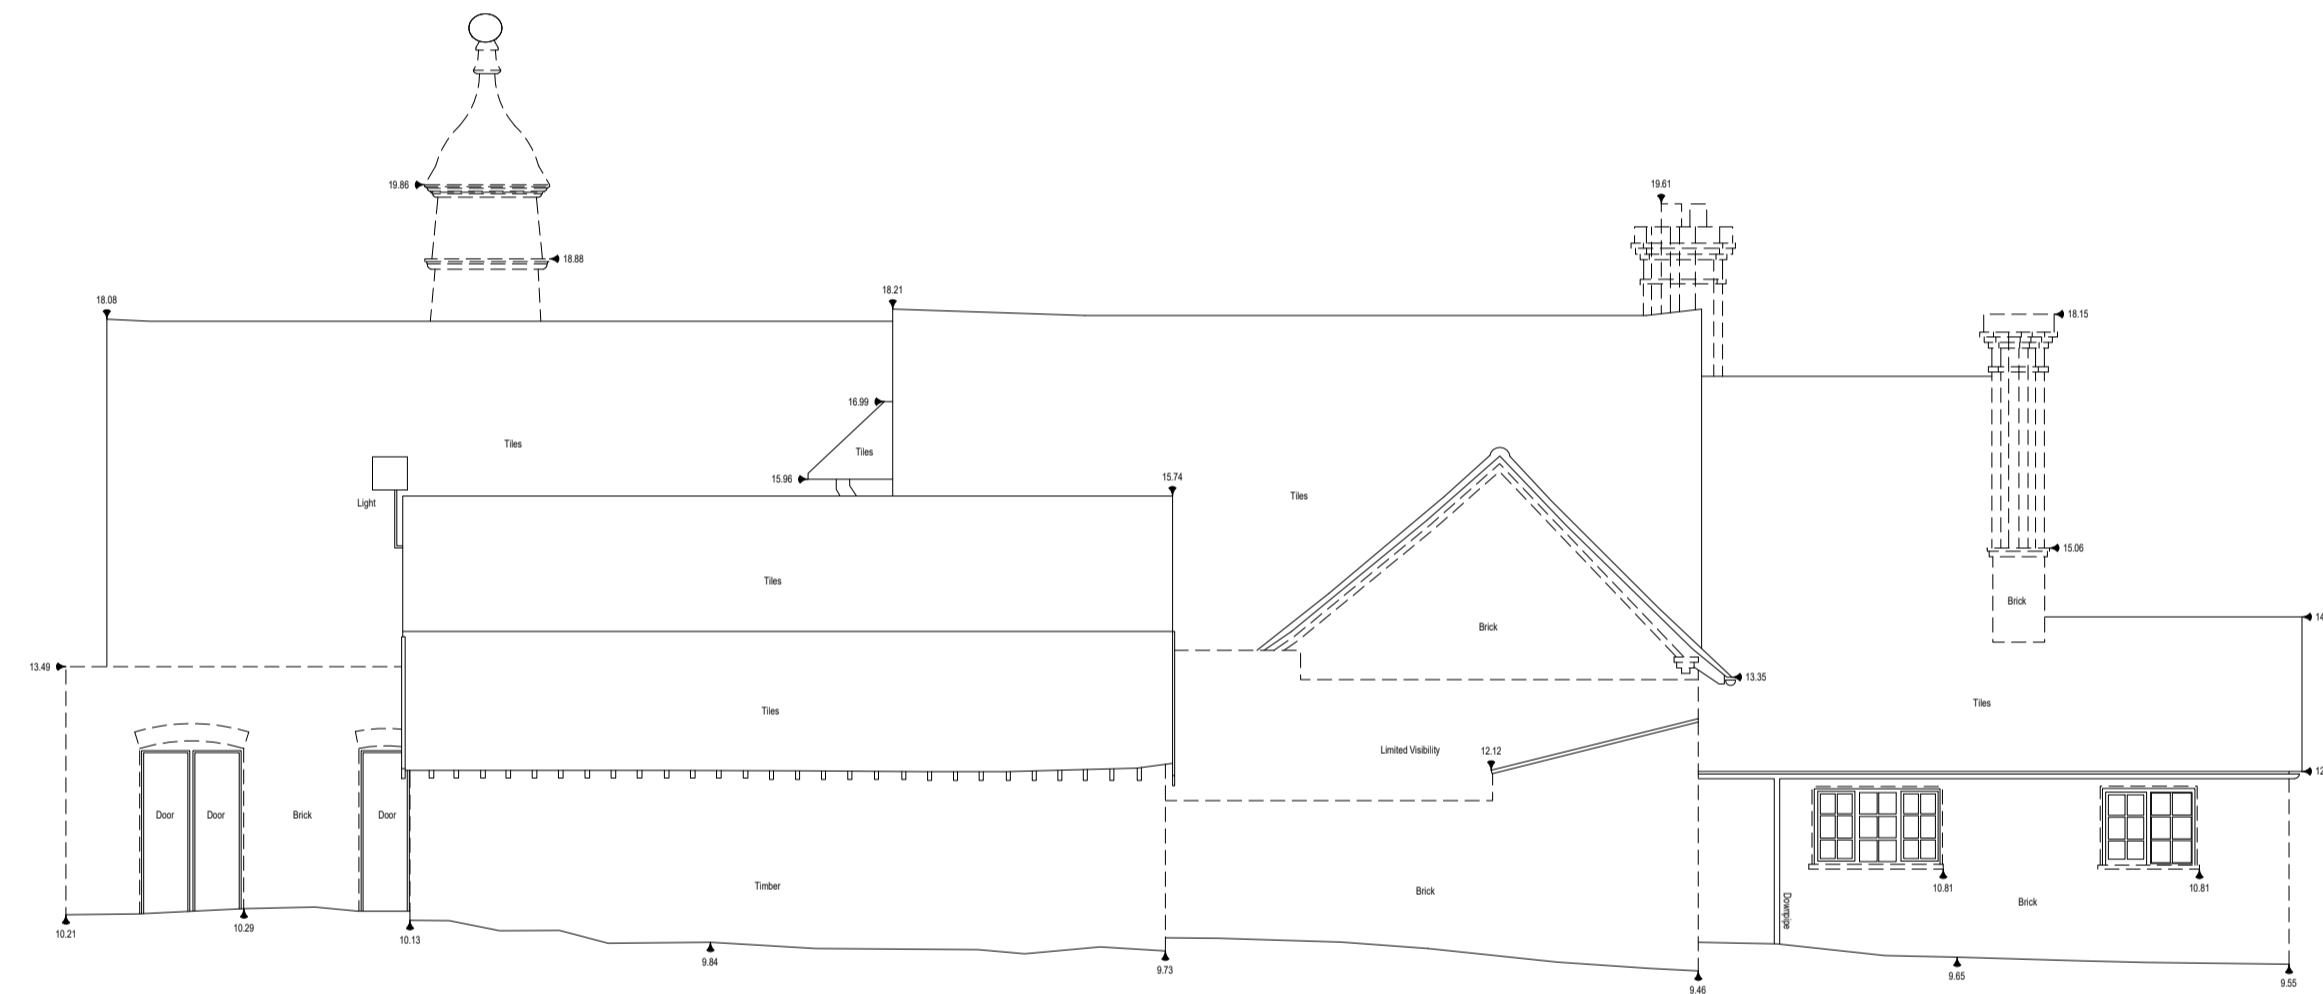 19.86
19.61
18.88
18.08
18.21
18.15
16.99
Tiles
Tiles
15.96
15.74
Tiles
Light
15.06
Tiles
Brick
Brick
14
13.49
13.35
Tiles
Tiles
Limited Visibility
12.12
12
Door
Door
Brick
Door
Timber
Brick
10.81
10.81
Downpipe
Brick
10.21
10.29
10.13
9.84
9.73
9.46
9.65
9.55